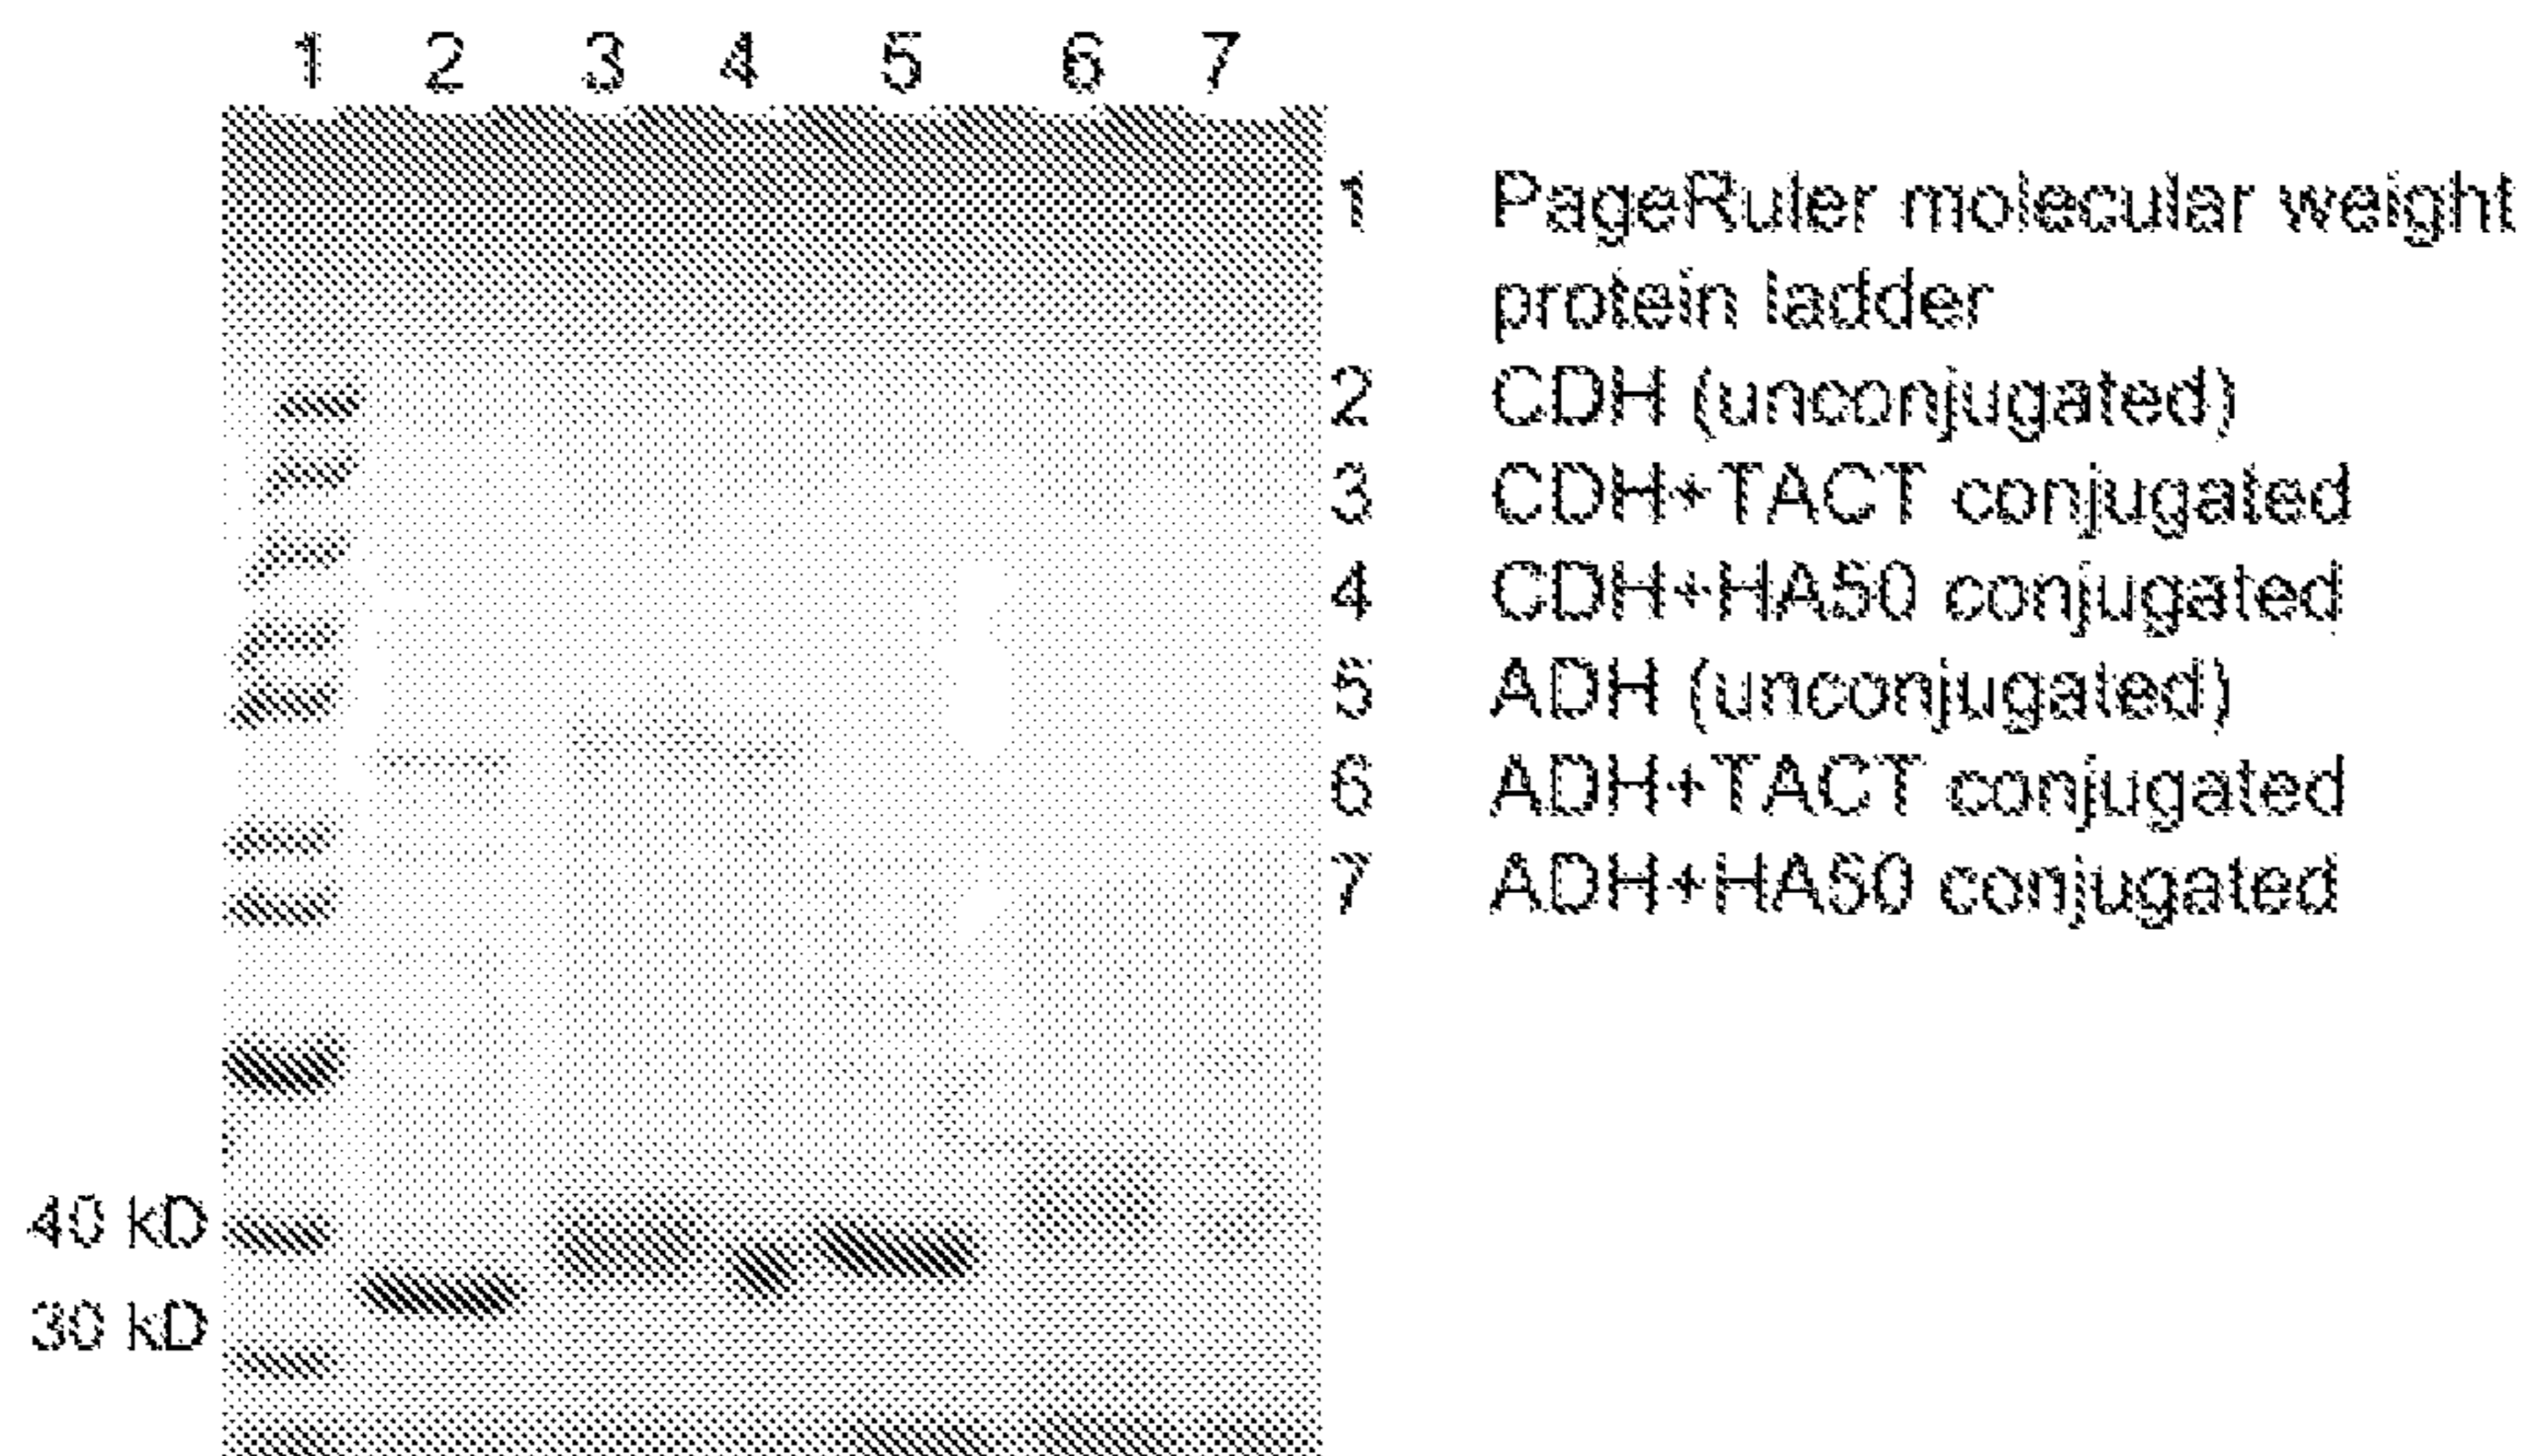 1 2 3 4 5 6 7
1 PageRuler molecular weight
protein ladder
2 CDH (unconjugated)
3 CDH+TACT conjugated
4 CDH+HA50 conjugated
5 ADH (unconjugated)
6 ADH+TACT conjugated
7 ADH+HA50 conjugated
40 kD
30 kD